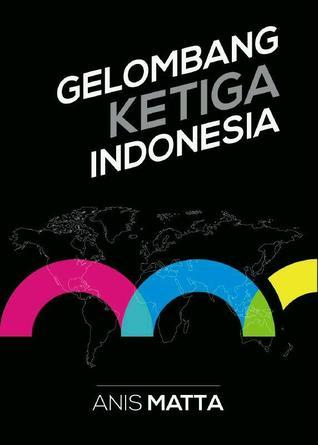 GELOMBANG
KETIGA
INDONESIA
ANIS MATTA